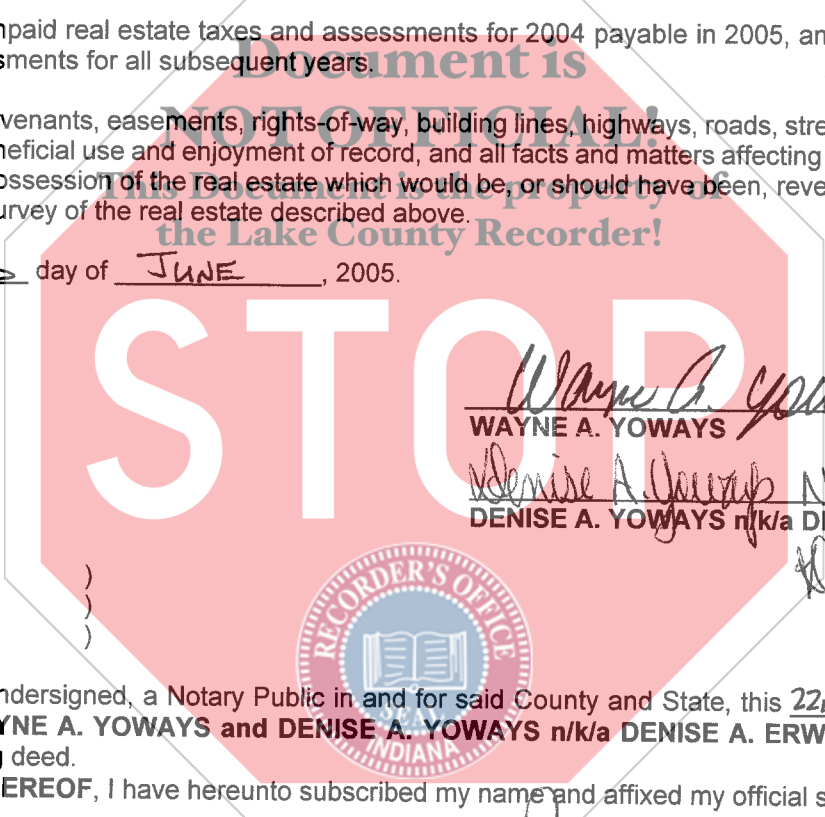 npaid real estate taxes and assessments for 2004 payable in 2005, an
sments for all subsequent years.
Document is
NOT OFFICIAL!
venants, easements, rights-of-way, building lines, highways, roads, stre
neficial use and enjoyment of record, and all facts and matters affecting
ossession of the real estate which would be, or should have been, reve
urvey of the real estate described above.
This Document is the property of
the Lake County Recorder!
day of JUNE, 2005.
STOP
Wayne A. You
WAYNE A. YOWAYS
Denise A. Yoways N
DENISE A. YOWAYS n/k/a DE
)
)
)
RECORDER'S OFFICE
SEAL
INDIANA
ndersigned, a Notary Public in and for said County and State, this 22
YNE A. YOWAYS and DENISE A. YOWAYS n/k/a DENISE A. ERW
g deed.
EREOF, I have hereunto subscribed my name and affixed my official s